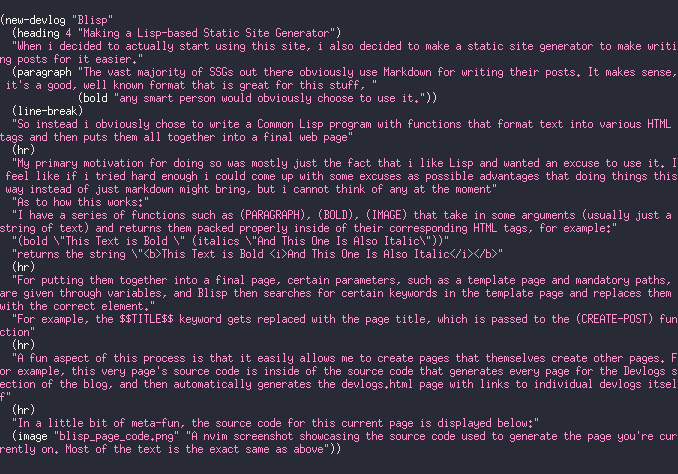 (new-devlog "Blisp"
  (heading 4 "Making a Lisp-based Static Site Generator")
  "When i decided to actually start using this site, i also decided to make a static site generator to make writi
ng posts for it easier."
  (paragraph "The vast majority of SSGs out there obviously use Markdown for writing their posts. It makes sense,
 it's a good, well known format that is great for this stuff, "
             (bold "any smart person would obviously choose to use it."))
  (line-break)
  "So instead i obviously chose to write a Common Lisp program with functions that format text into various HTML
tags and then puts them all together into a final web page"
  (hr)
  "My primary motivation for doing so was mostly just the fact that i like Lisp and wanted an excuse to use it. I
 feel like if i tried hard enough i could come up with some excuses as possible advantages that doing things this
 way instead of just markdown might bring, but i cannot think of any at the moment"
  "As to how this works:"
  "I have a series of functions such as (PARAGRAPH), (BOLD), (IMAGE) that take in some arguments (usually just a
string of text) and returns them packed properly inside of their corresponding HTML tags, for example:"
  "(bold \"This Text is Bold \" (italics \"And This One Is Also Italic\"))"
  "returns the string \"<b>This Text is Bold <i>And This One Is Also Italic</i></b>"
  (hr)
  "For putting them together into a final page, certain parameters, such as a template page and mandatory paths,
are given through variables, and Blisp then searches for certain keywords in the template page and replaces them
with the correct element."
  "For example, the $$TITLE$$ keyword gets replaced with the page title, which is passed to the (CREATE-POST) fun
ction"
  (hr)
  "A fun aspect of this process is that it easily allows me to create pages that themselves create other pages. F
or example, this very page's source code is inside of the source code that generates every page for the Devlogs s
ection of the blog, and then automatically generates the devlogs.html page with links to individual devlogs itsel
f"
  (hr)
  "In a little bit of meta-fun, the source code for this current page is displayed below:"
  (image "blisp_page_code.png" "A nvim screenshot showcasing the source code used to generate the page you're cur
rently on. Most of the text is the exact same as above"))